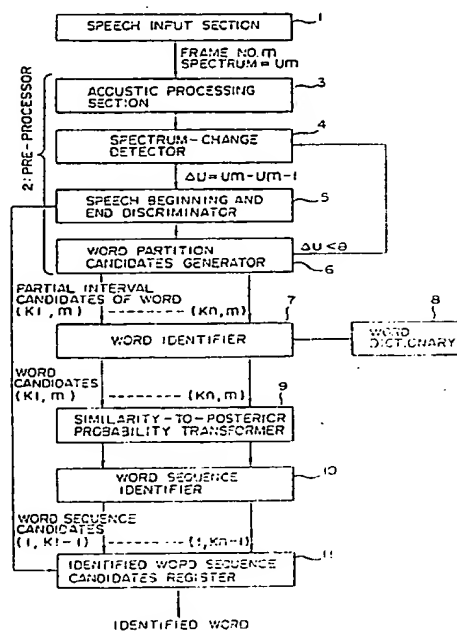 SPEECH INPUT SECTION
1
FRAME NO. m
SPECTRUM = Um
2: PRE-PROCESSOR
ACOUSTIC PROCESSING
SECTION
3
SPECTRUM-CHANGE
DETECTOR
4
ΔU = Um-Um-1
SPEECH BEGINNING AND
END DISCRIMINATOR
5
WORD PARTITION
CANDIDATES GENERATOR
ΔU<θ
6
PARTIAL INTERVAL
CANDIDATES OF WORD
(K1, m) -------- (Kn, m)
WORD IDENTIFIER
7
WORD
DICTIONARY
8
WORD
CANDIDATES
(K1, m) -------- (Kn, m)
SIMILARITY-TO-POSTERIOR
PROBABILITY TRANSFORMER
9
WORD SEQUENCE
IDENTIFIER
10
WORD SEQUENCE
CANDIDATES
(1, K1-1) -------- (1, Kn-1)
IDENTIFIED WORD SEQUENCE
CANDIDATES REGISTER
11
IDENTIFIED WORD